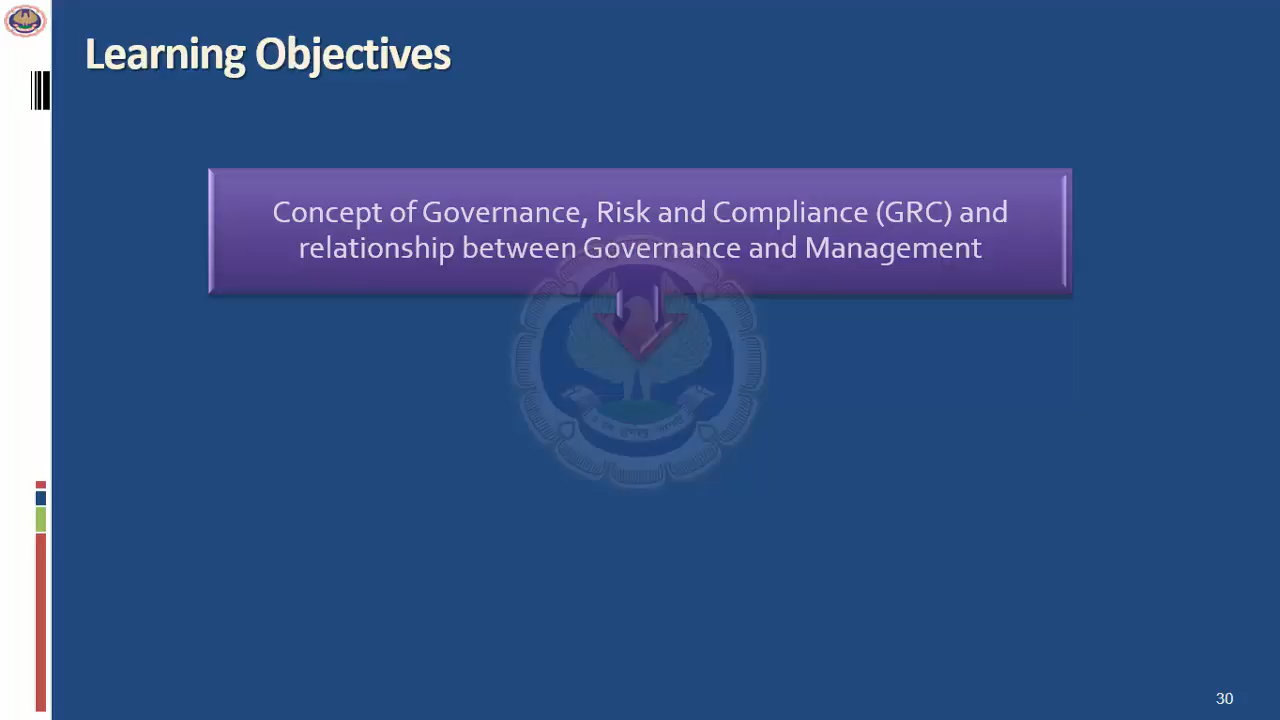 Learning Objectives
Concept of Governance, Risk and Compliance (GRC) and
relationship between Governance and Management
30